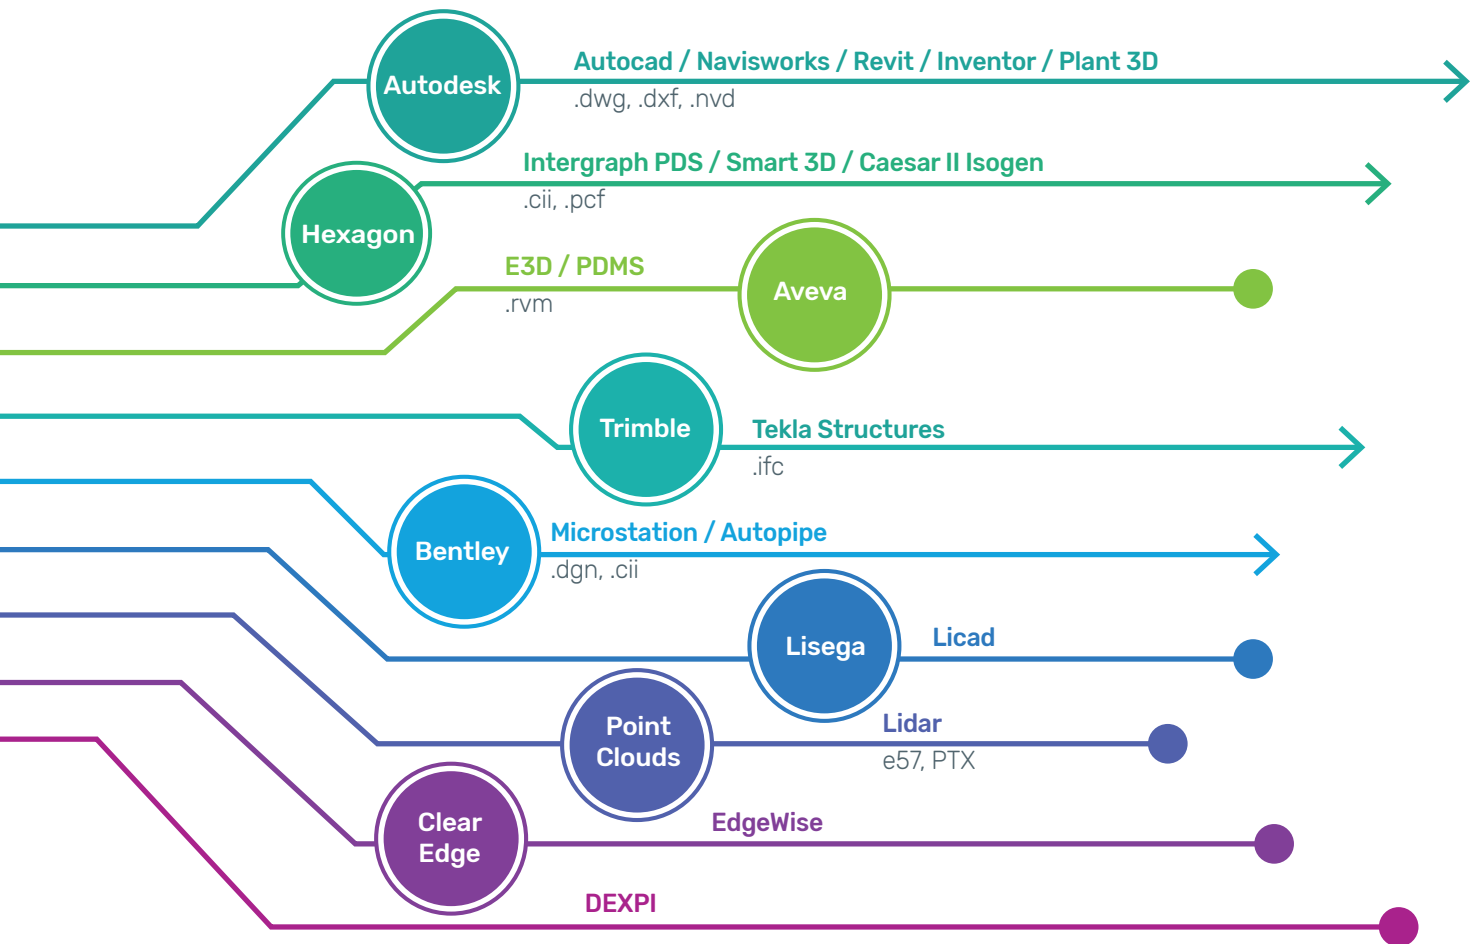 Autodesk
Autocad / Navisworks / Revit / Inventor / Plant 3D
.dwg, .dxf, .nvd
Hexagon
Intergraph PDS / Smart 3D / Caesar II Isogen
.cii, .pcf
E3D / PDMS
.rvm
Aveva
Trimble
Tekla Structures
.ifc
Bentley
Microstation / Autopipe
.dgn, .cii
Lisega
Licad
Point
Clouds
Lidar
e57, PTX
Clear
Edge
EdgeWise
DEXPI